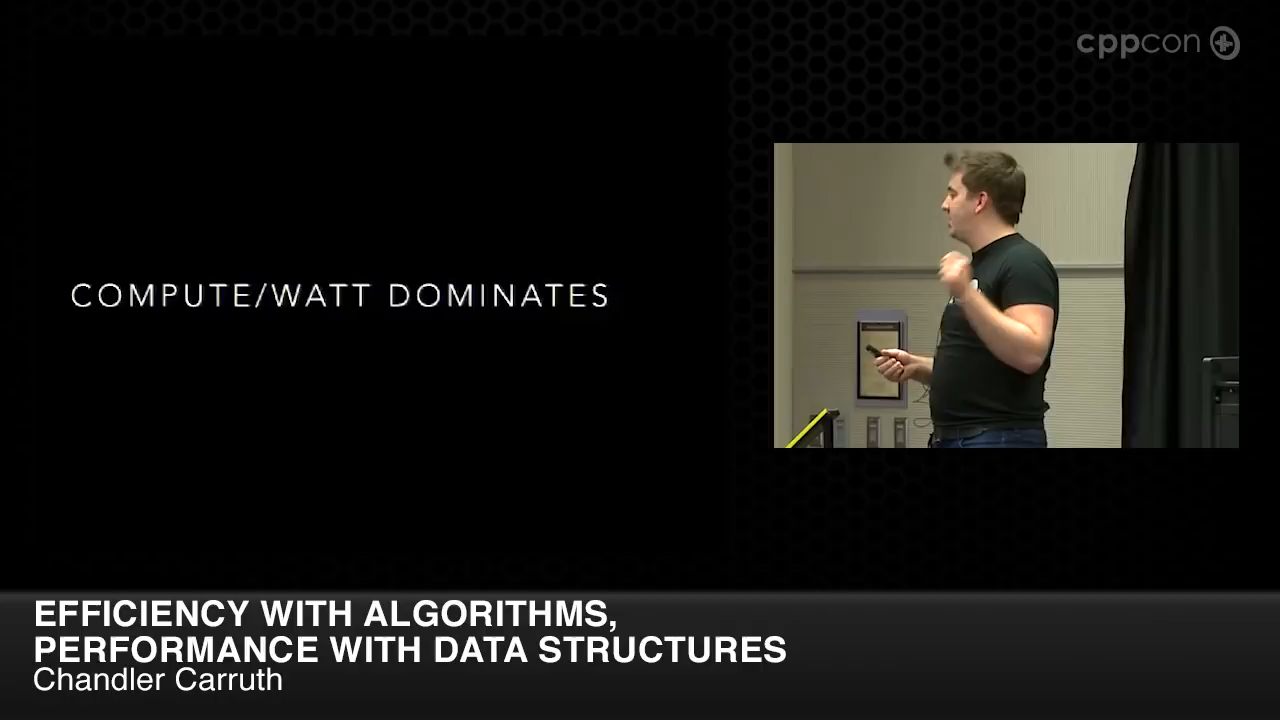 cppcon
COMPUTE/WATT DOMINATES
EFFICIENCY WITH ALGORITHMS,
PERFORMANCE WITH DATA STRUCTURES
Chandler Carruth